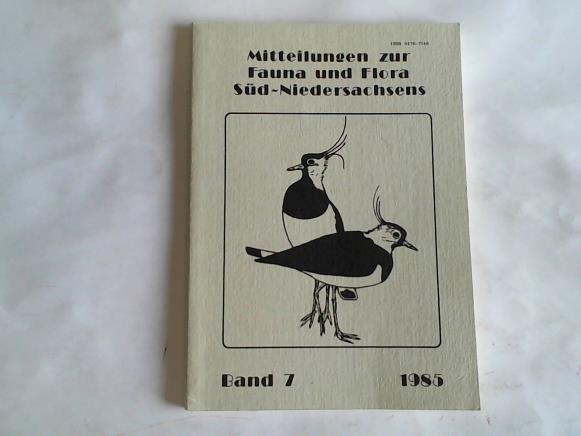 Mitteilungen zur
Fauna und Flora
Süd-Niedersachsens
Band 7 1985